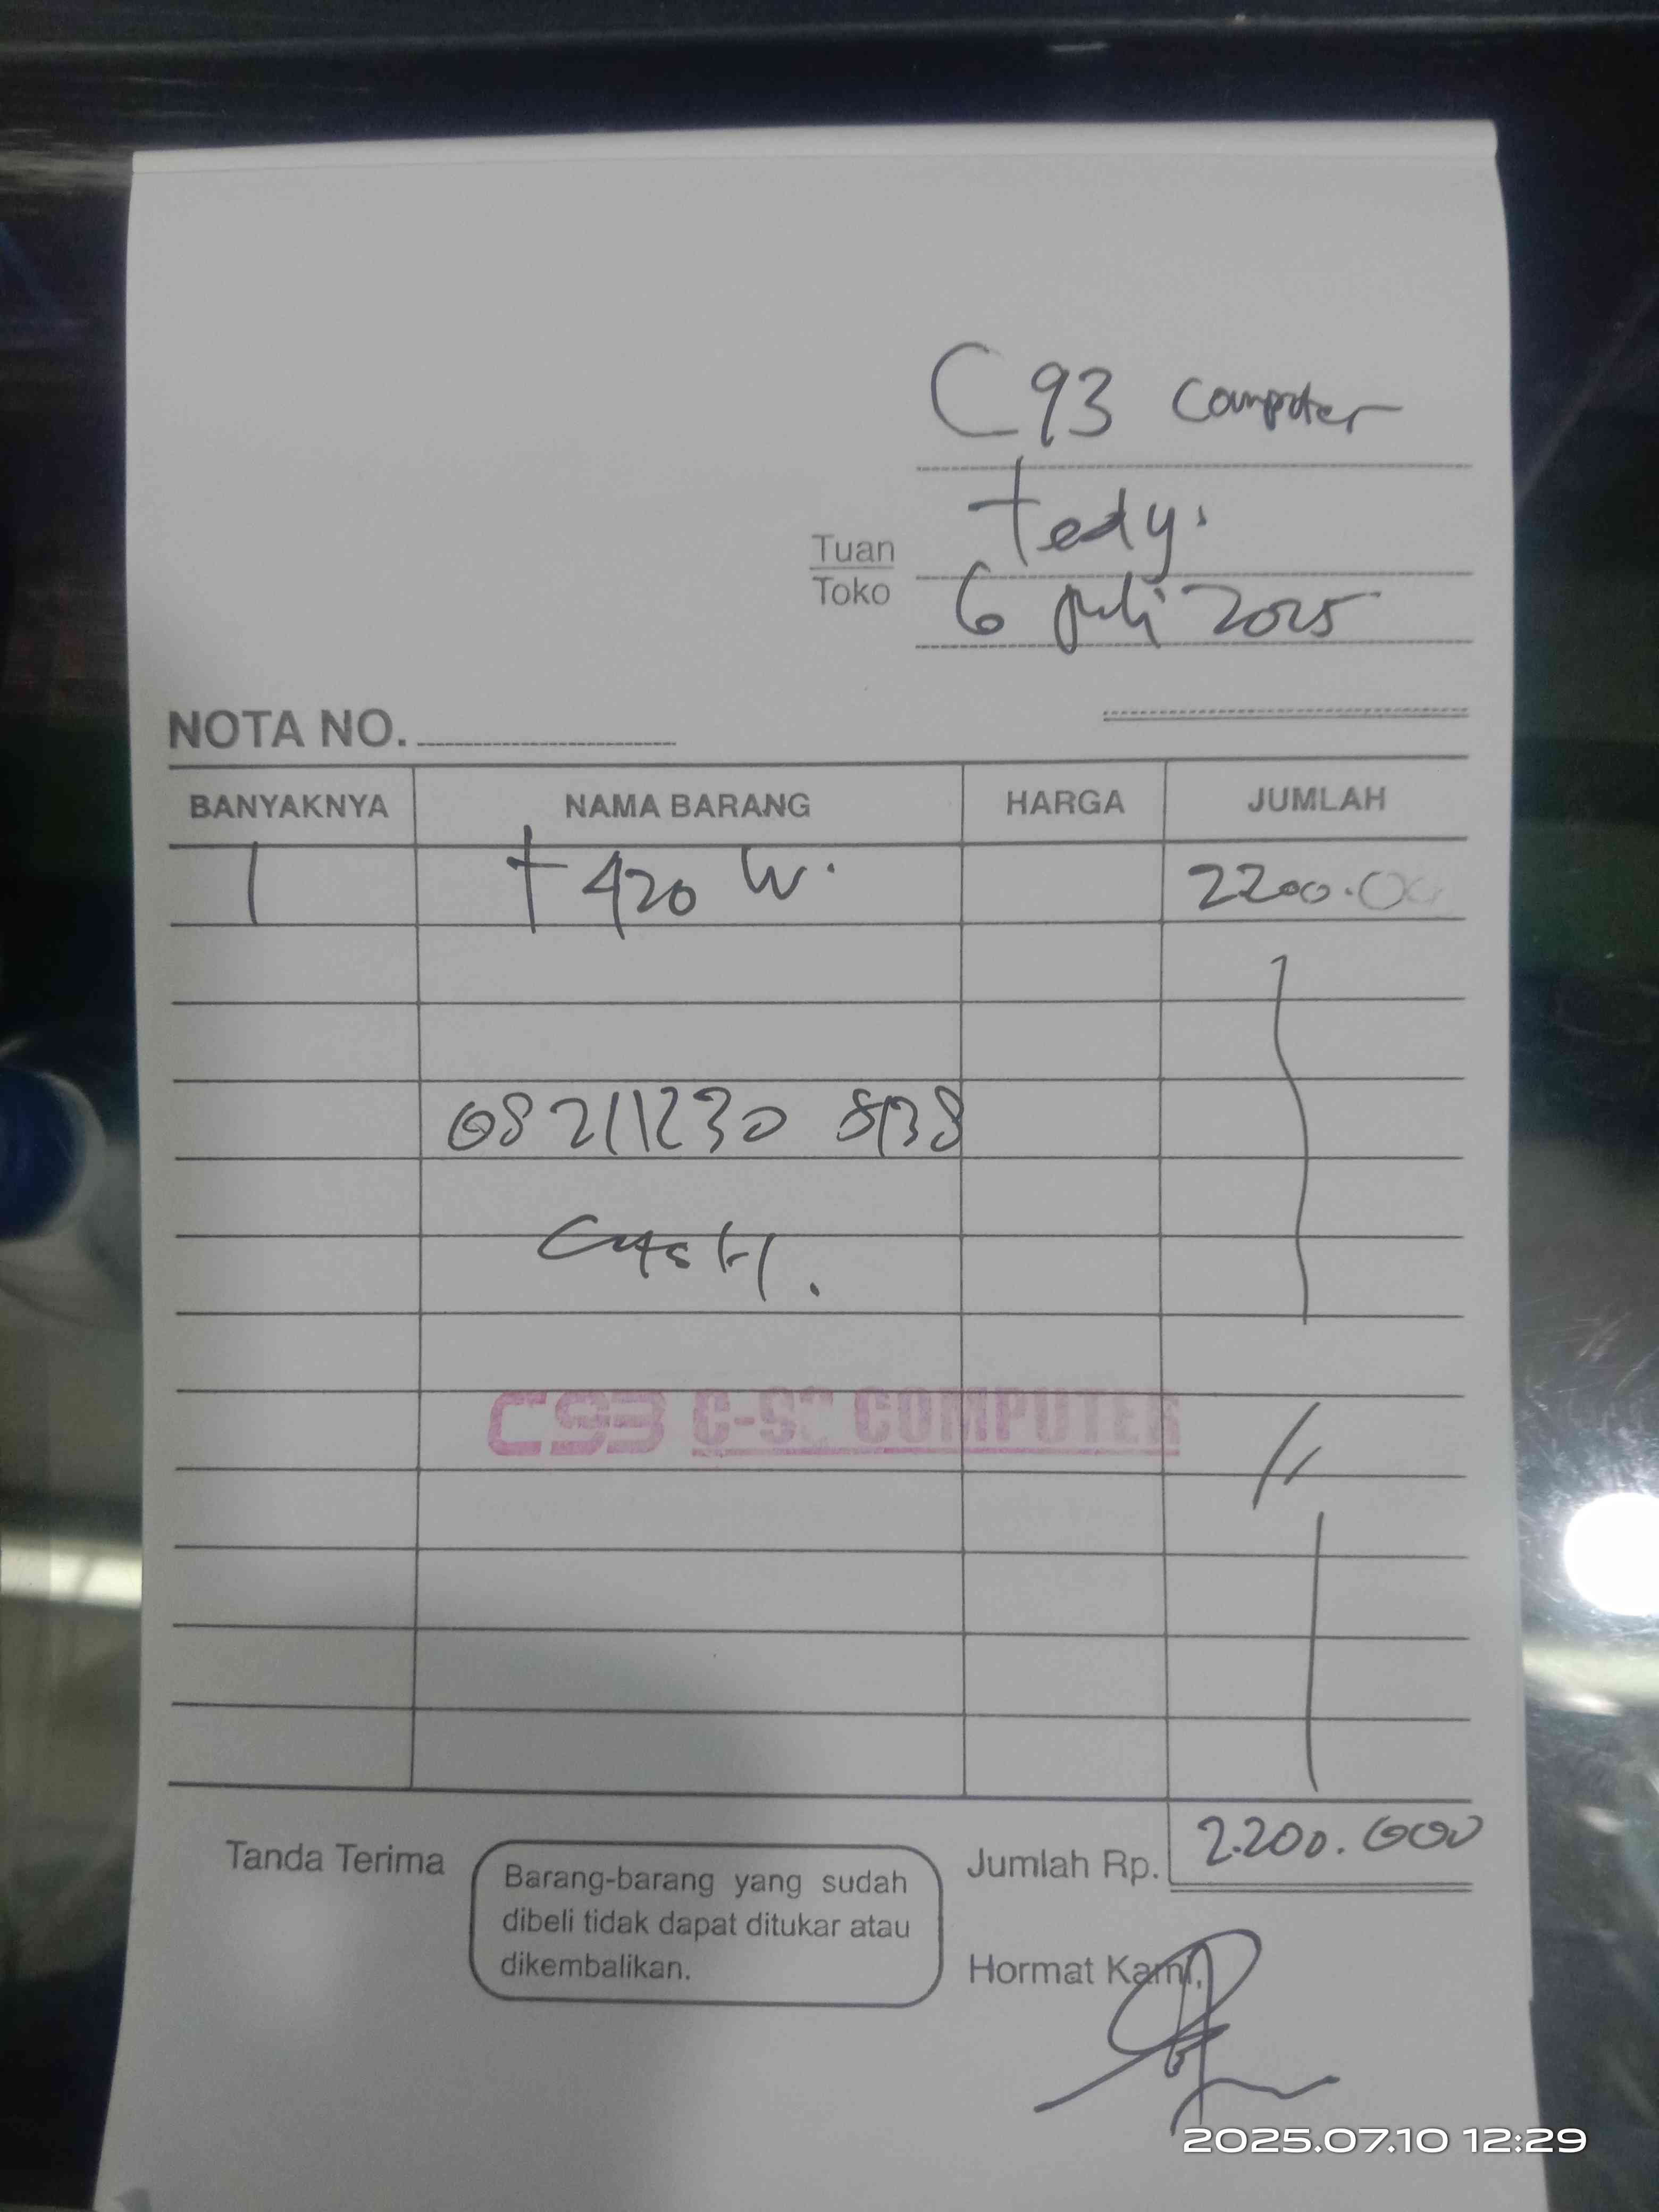 C93 Computer
Tuan
Toko
tedy.
6 juli 2025
NOTA NO.
BANYAKNYA NAMA BARANG HARGA JUMLAH
1 t 420 W. 2200.00
08211230 8138
CASH.
C93 C-93 COMPUTER
Tanda Terima
Barang-barang yang sudah
dibeli tidak dapat ditukar atau
dikembalikan.
Jumlah Rp. 2.200.000
Hormat Kami,
2025.07.10 12:29